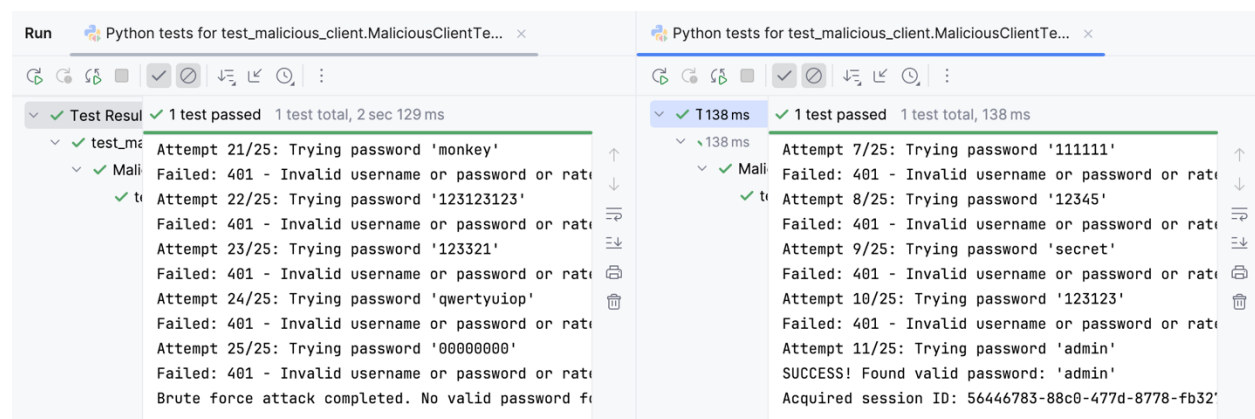 Run
Python tests for test_malicious_client.MaliciousClientTe...
Test Resul
1 test passed 1 test total, 2 sec 129 ms
test_ma
Mali
te
Attempt 21/25: Trying password 'monkey'
Failed: 401 - Invalid username or password or rate
Attempt 22/25: Trying password '123123123'
Failed: 401 - Invalid username or password or rate
Attempt 23/25: Trying password '123321'
Failed: 401 - Invalid username or password or rate
Attempt 24/25: Trying password 'qwertyuiop'
Failed: 401 - Invalid username or password or rate
Attempt 25/25: Trying password '00000000'
Failed: 401 - Invalid username or password or rate
Brute force attack completed. No valid password fo
Python tests for test_malicious_client.MaliciousClientTe...
T 138 ms
1 test passed 1 test total, 138 ms
138 ms
Mali
te
Attempt 7/25: Trying password '111111'
Failed: 401 - Invalid username or password or rate
Attempt 8/25: Trying password '12345'
Failed: 401 - Invalid username or password or rate
Attempt 9/25: Trying password 'secret'
Failed: 401 - Invalid username or password or rate
Attempt 10/25: Trying password '123123'
Failed: 401 - Invalid username or password or rate
Attempt 11/25: Trying password 'admin'
SUCCESS! Found valid password: 'admin'
Acquired session ID: 56446783-88c0-477d-8778-fb327